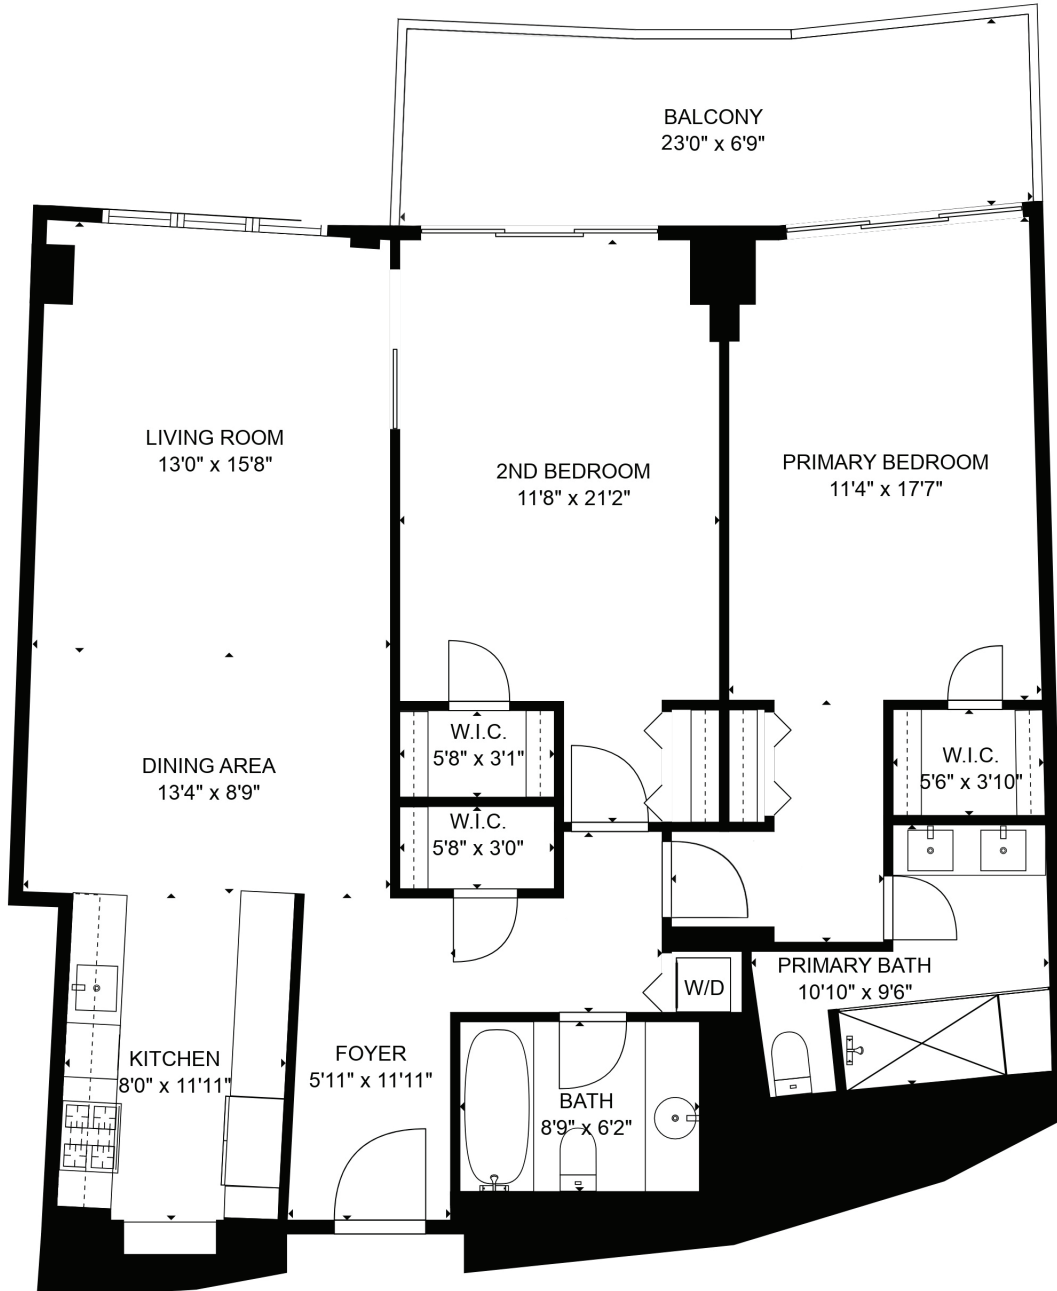 BALCONY
23'0" x 6'9"
LIVING ROOM
13'0" x 15'8"
2ND BEDROOM
11'8" x 21'2"
PRIMARY BEDROOM
11'4" x 17'7"
W.I.C.
5'8" x 3'1"
DINING AREA
13'4" x 8'9"
W.I.C.
5'6" x 3'10"
W.I.C.
5'8" x 3'0"
PRIMARY BATH
10'10" x 9'6"
W/D
KITCHEN
8'0" x 11'11"
FOYER
5'11" x 11'11"
BATH
8'9" x 6'2"